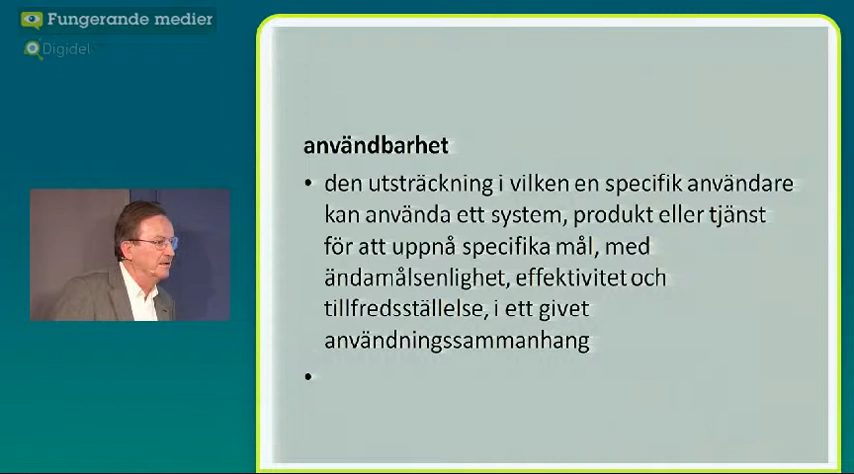 Fungerande medier
Digidel
användbarhet
• den utsträckning i vilken en specifik användare
kan använda ett system, produkt eller tjänst
för att uppnå specifika mål, med
ändamålsenlighet, effektivitet och
tillfredsställelse, i ett givet
användningssammanhang
•